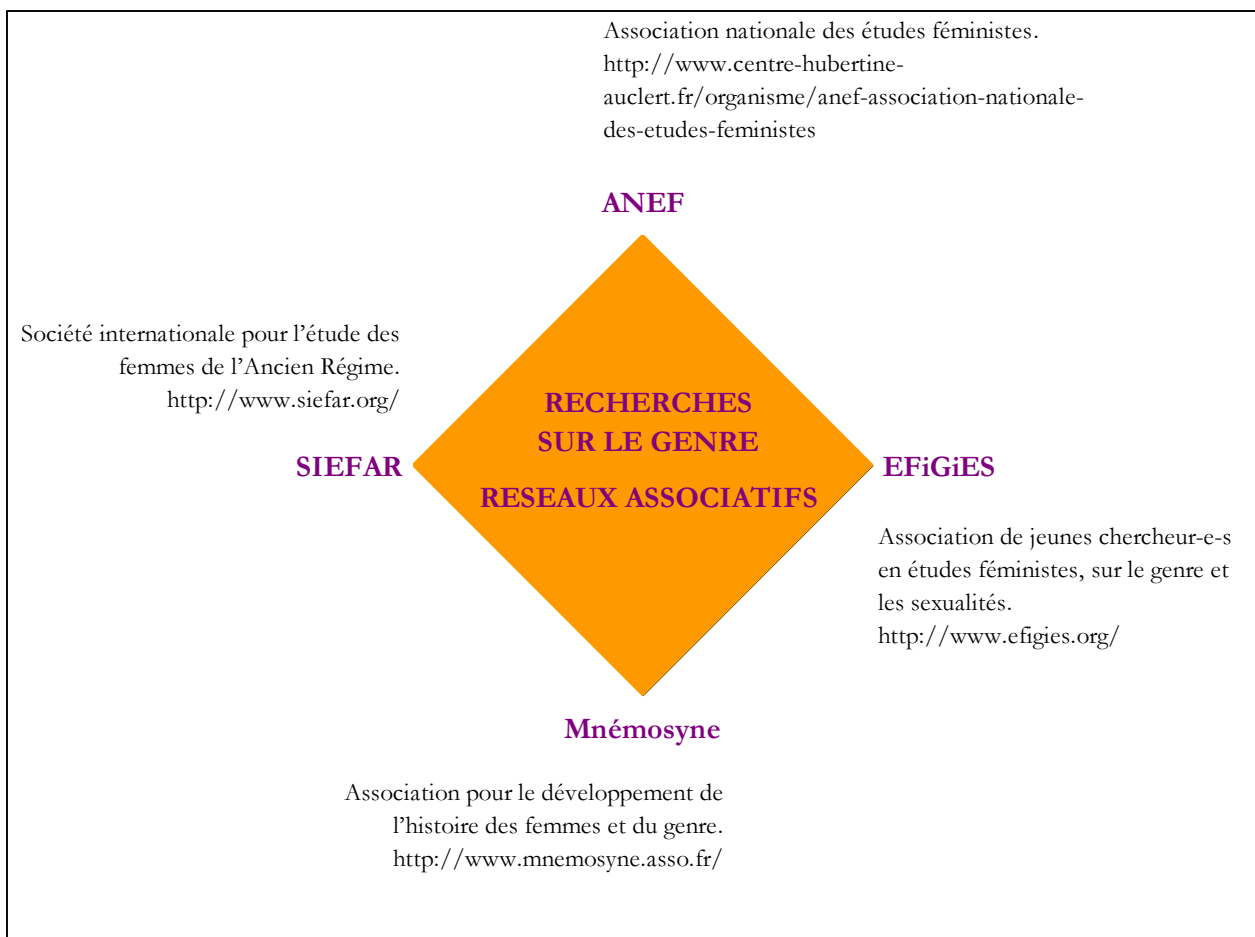 Association nationale des études féministes.
http://www.centre-hubertine-
auclert.fr/organisme/anef-association-nationale-
des-etudes-feministes
ANEF
Société internationale pour l’étude des
femmes de l’Ancien Régime.
http://www.siefar.org/
SIEFAR
RECHERCHES
SUR LE GENRE
RESEAUX ASSOCIATIFS
EFiGiES
Association de jeunes chercheur-e-s
en études féministes, sur le genre et
les sexualités.
http://www.efigies.org/
Mnémosyne
Association pour le développement de
l’histoire des femmes et du genre.
http://www.mnemosyne.asso.fr/